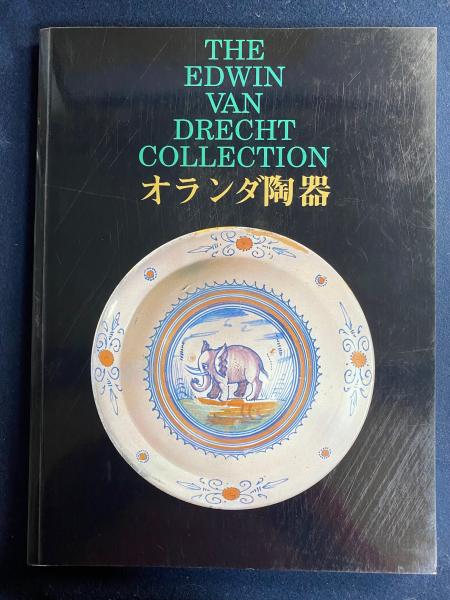 THE
EDWIN
VAN
DRECHT
COLLECTION
オランダ陶器